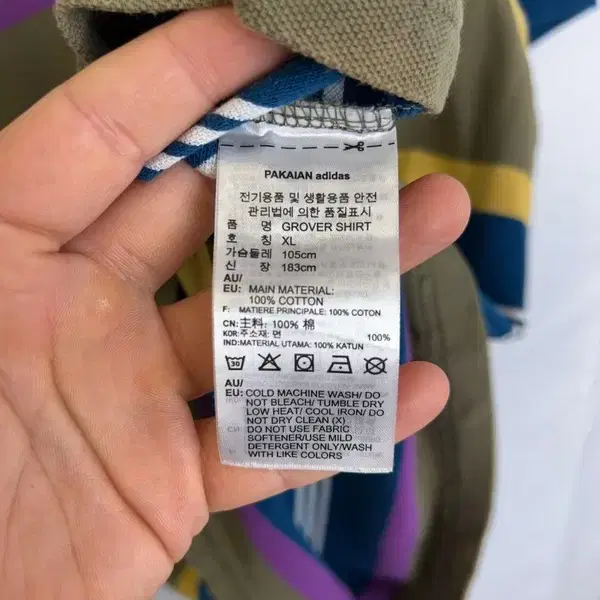 PAKAIAN adidas
전기용품 및 생활용품 안전
관리법에 의한 품질표시
품 명 GROVER SHIRT
호 칭 XL
가슴둘레 105cm
신 장 183cm
AU/
EU: MAIN MATERIAL:
100% COTTON
F: MATIERE PRINCIPALE: 100% COTON
CN: 主料: 100% 棉
KOR:주소재: 면 100%
IND:MATERIAL UTAMA: 100% KATUN
30
AU/
EU: COLD MACHINE WASH/ DO
NOT BLEACH/ TUMBLE DRY
LOW HEAT/ COOL IRON/ DO
NOT DRY CLEAN (X)
DO NOT USE FABRIC
SOFTENER/USE MILD
DETERGENT ONLY/WASH
WITH LIKE COLORS